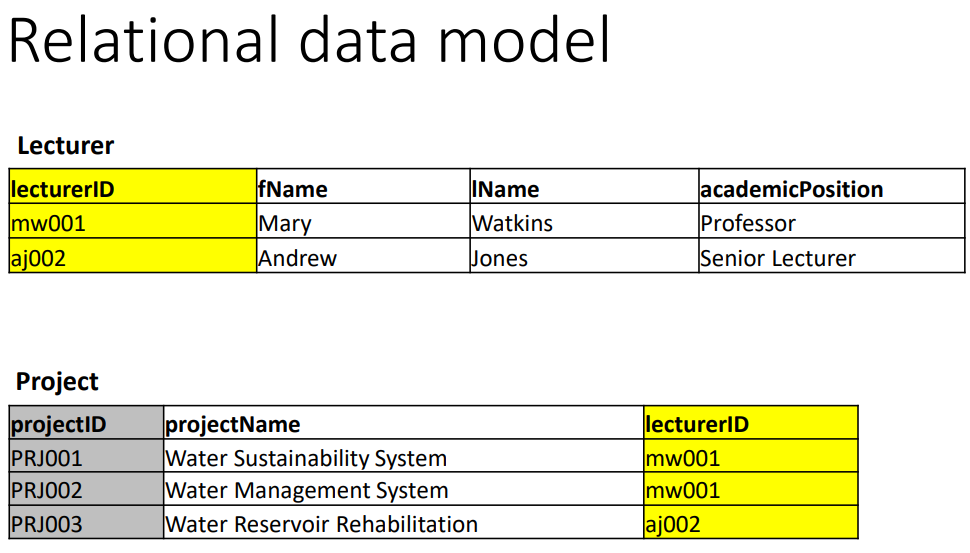 Relational data model
Lecturer
lecturerID fName lName academicPosition
mw001 Mary Watkins Professor
aj002 Andrew Jones Senior Lecturer
Project
projectID projectName lecturerID
PRJ001 Water Sustainability System mw001
PRJ002 Water Management System mw001
PRJ003 Water Reservoir Rehabilitation aj002